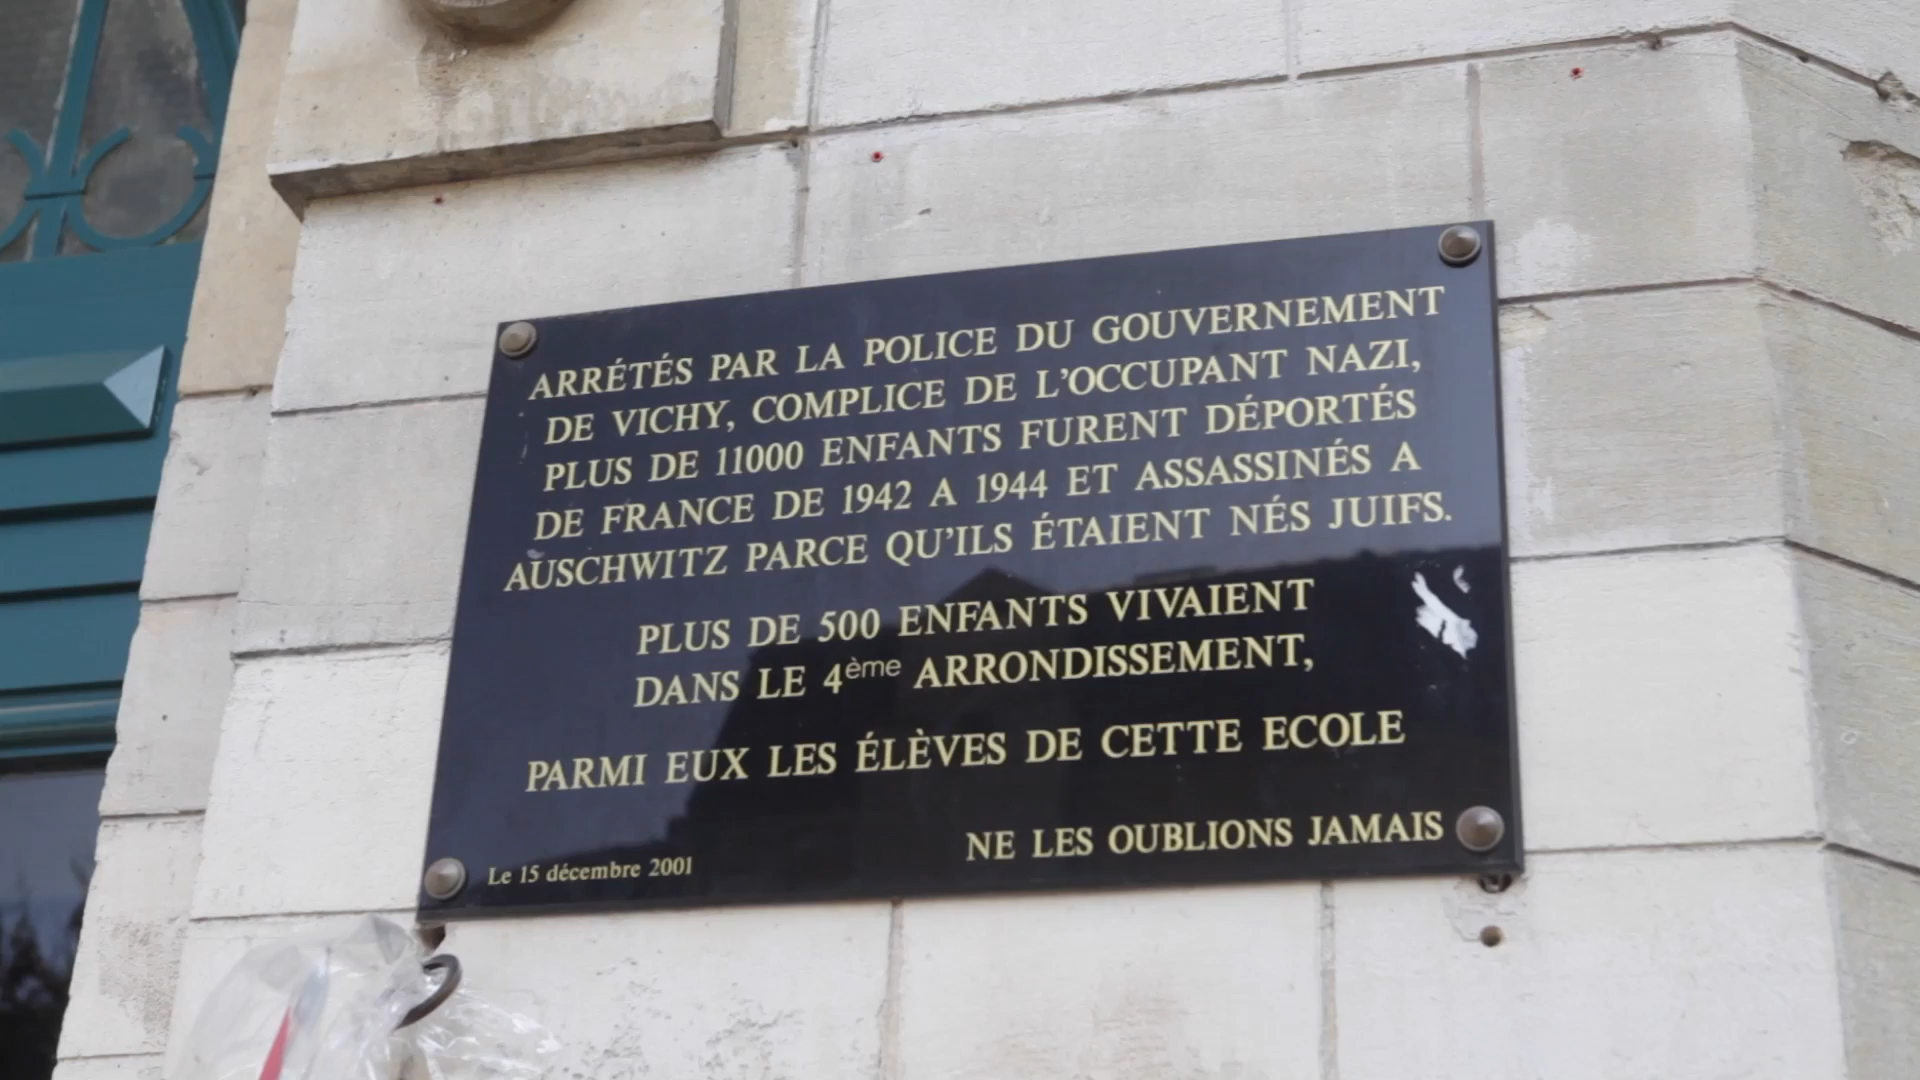 ARRÉTÉS PAR LA POLICE DU GOUVERNEMENT
DE VICHY, COMPLICE DE L'OCCUPANT NAZI,
PLUS DE 11000 ENFANTS FURENT DÉPORTÉS
DE FRANCE DE 1942 A 1944 ET ASSASSINÉS A
AUSCHWITZ PARCE QU'ILS ÉTAIENT NÉS JUIFS.
PLUS DE 500 ENFANTS VIVAIENT
DANS LE 4ème ARRONDISSEMENT,
PARMI EUX LES ÉLÈVES DE CETTE ECOLE
NE LES OUBLIONS JAMAIS
Le 15 décembre 2001